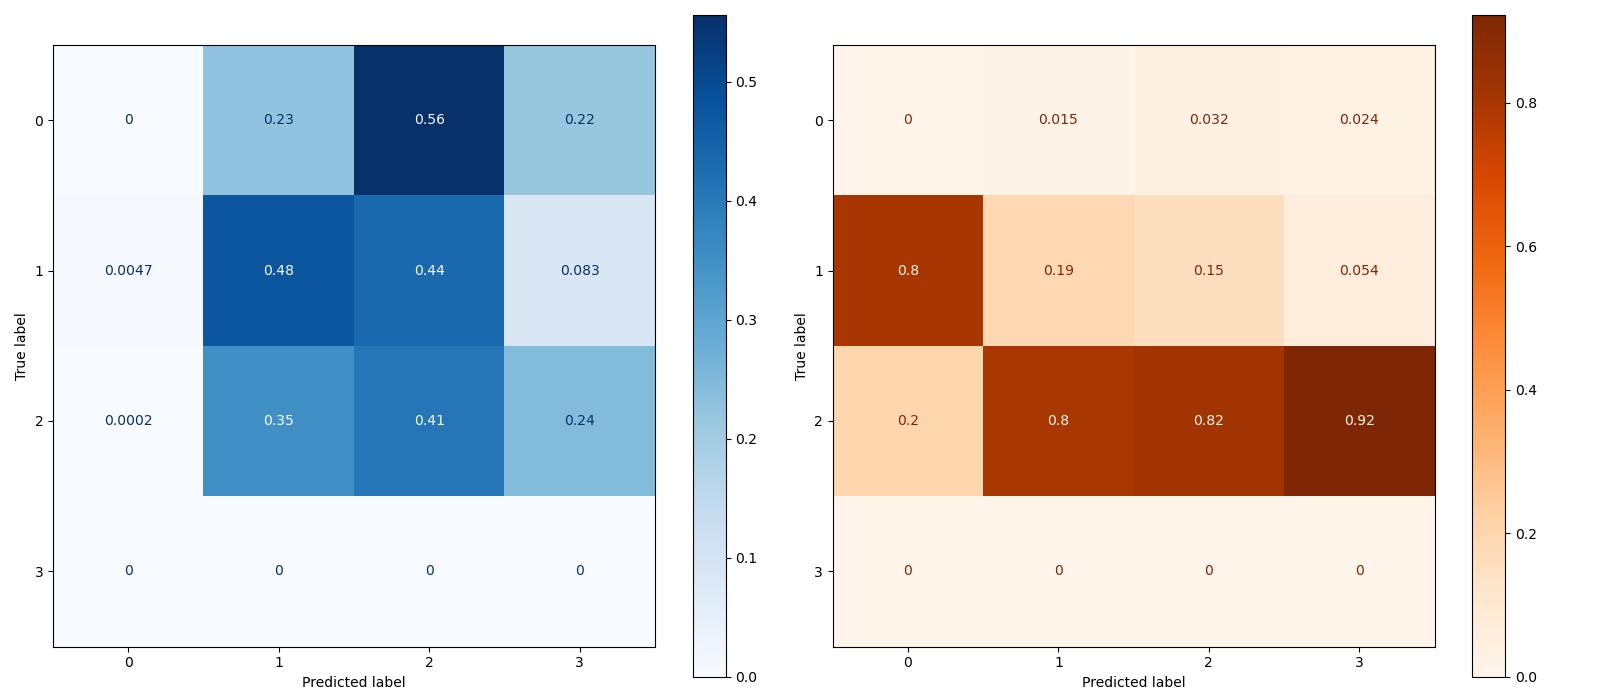 0 0 0.23 0.56 0.22
1 0.0047 0.48 0.44 0.083
2 0.0002 0.35 0.41 0.24
3 0 0 0 0
0 1 2 3
True label
Predicted label
0.5
0.4
0.3
0.2
0.1
0.0
0 0 0.015 0.032 0.024
1 0.8 0.19 0.15 0.054
2 0.2 0.8 0.82 0.92
3 0 0 0 0
0 1 2 3
True label
Predicted label
0.8
0.6
0.4
0.2
0.0